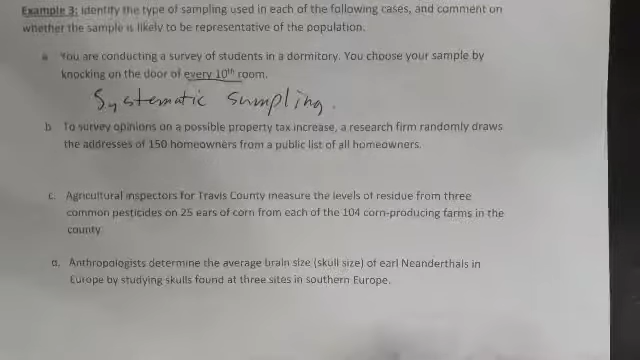 Example 3: Identify the type of sampling used in each of the following cases, and comment on
whether the sample is likely to be representative of the population.
a. You are conducting a survey of students in a dormitory. You choose your sample by
knocking on the door of every 10th room.
Systematic sampling.
b. To survey opinions on a possible property tax increase, a research firm randomly draws
the addresses of 150 homeowners from a public list of all homeowners.
c. Agricultural inspectors for Travis County measure the levels of residue from three
common pesticides on 25 ears of corn from each of the 104 corn-producing farms in the
county.
d. Anthropologists determine the average brain size (skull size) of earl Neanderthals in
Europe by studying skulls found at three sites in southern Europe.